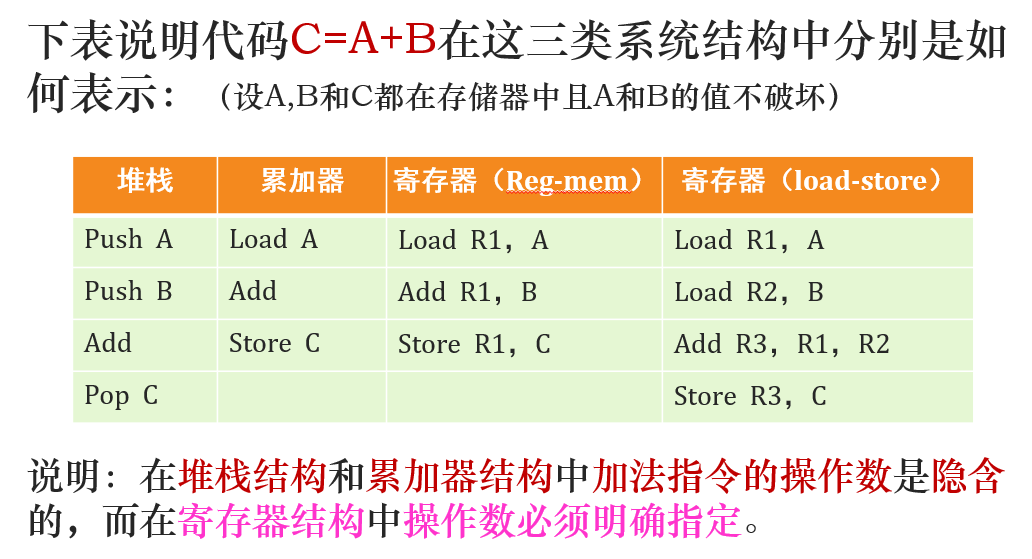 下表说明代码C=A+B在这三类系统结构中分别是如
何表示：（设A,B和C都在存储器中且A和B的值不破坏）
堆栈 累加器 寄存器（Reg-mem） 寄存器（load-store）
Push A Load A Load R1，A Load R1，A
Push B Add Add R1，B Load R2，B
Add Store C Store R1，C Add R3，R1，R2
Pop C Store R3，C
说明：在堆栈结构和累加器结构中加法指令的操作数是隐含
的，而在寄存器结构中操作数必须明确指定。